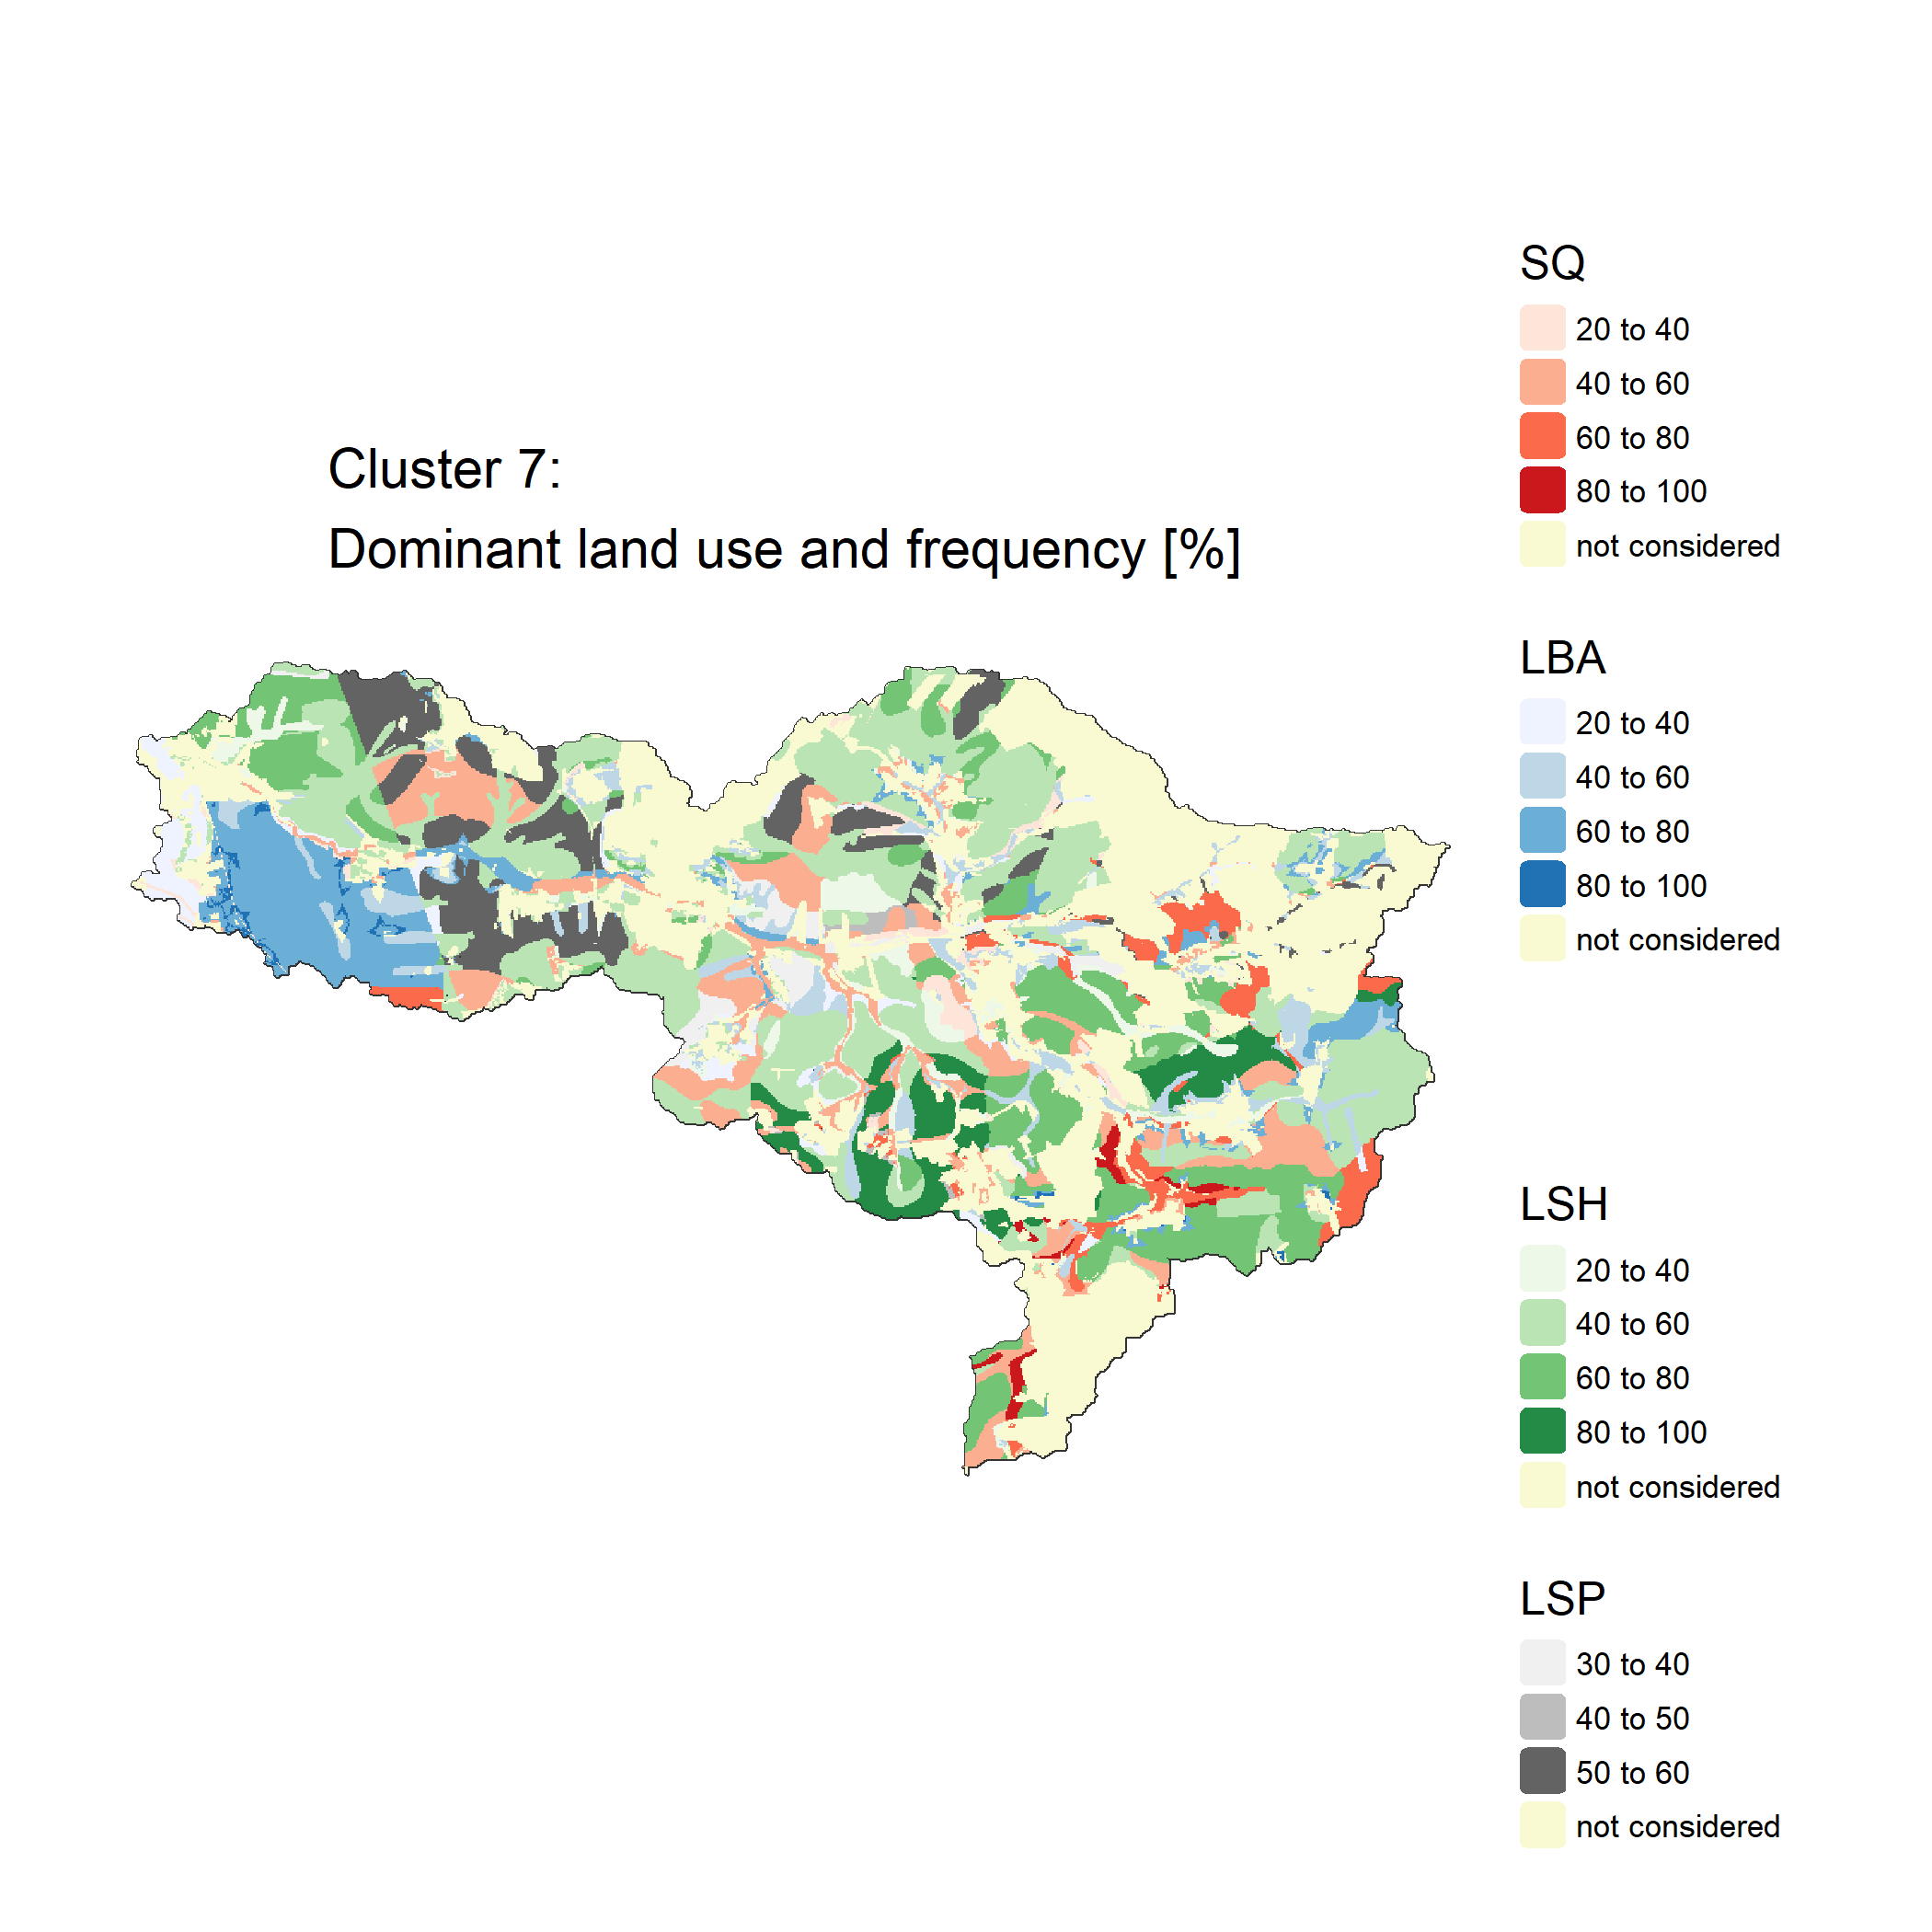 Cluster 7:
Dominant land use and frequency [%]
SQ
20 to 40
40 to 60
60 to 80
80 to 100
not considered
LBA
20 to 40
40 to 60
60 to 80
80 to 100
not considered
LSH
20 to 40
40 to 60
60 to 80
80 to 100
not considered
LSP
30 to 40
40 to 50
50 to 60
not considered